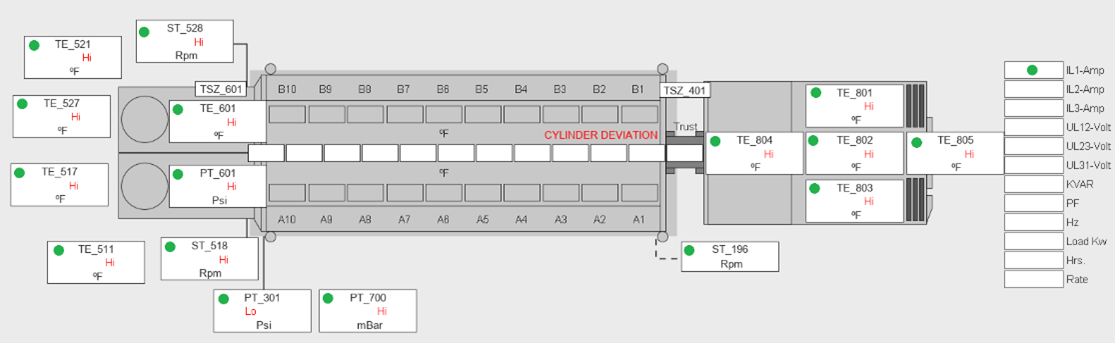 ST_528
Hi
Rpm
TE_521
Hi
ºF
TSZ_601
TE_527
Hi
ºF
TE_601
Hi
ºF
B10 B9 B8 B7 B6 B5 B4 B3 B2 B1
TSZ_401
ºF
CYLINDER DEVIATION
Trust
ºF
TE_517
Hi
ºF
PT_601
Hi
Psi
A10 A9 A8 A7 A6 A5 A4 A3 A2 A1
TE_511
Hi
ºF
ST_518
Hi
Rpm
PT_301
Lo
Psi
PT_700
Hi
mBar
ST_196
Rpm
TE_801
Hi
ºF
TE_804
Hi
ºF
TE_802
Hi
ºF
TE_805
Hi
ºF
TE_803
Hi
ºF
IL1-Amp
IL2-Amp
IL3-Amp
UL12-Volt
UL23-Volt
UL31-Volt
KVAR
PF
Hz
Load Kw
Hrs.
Rate